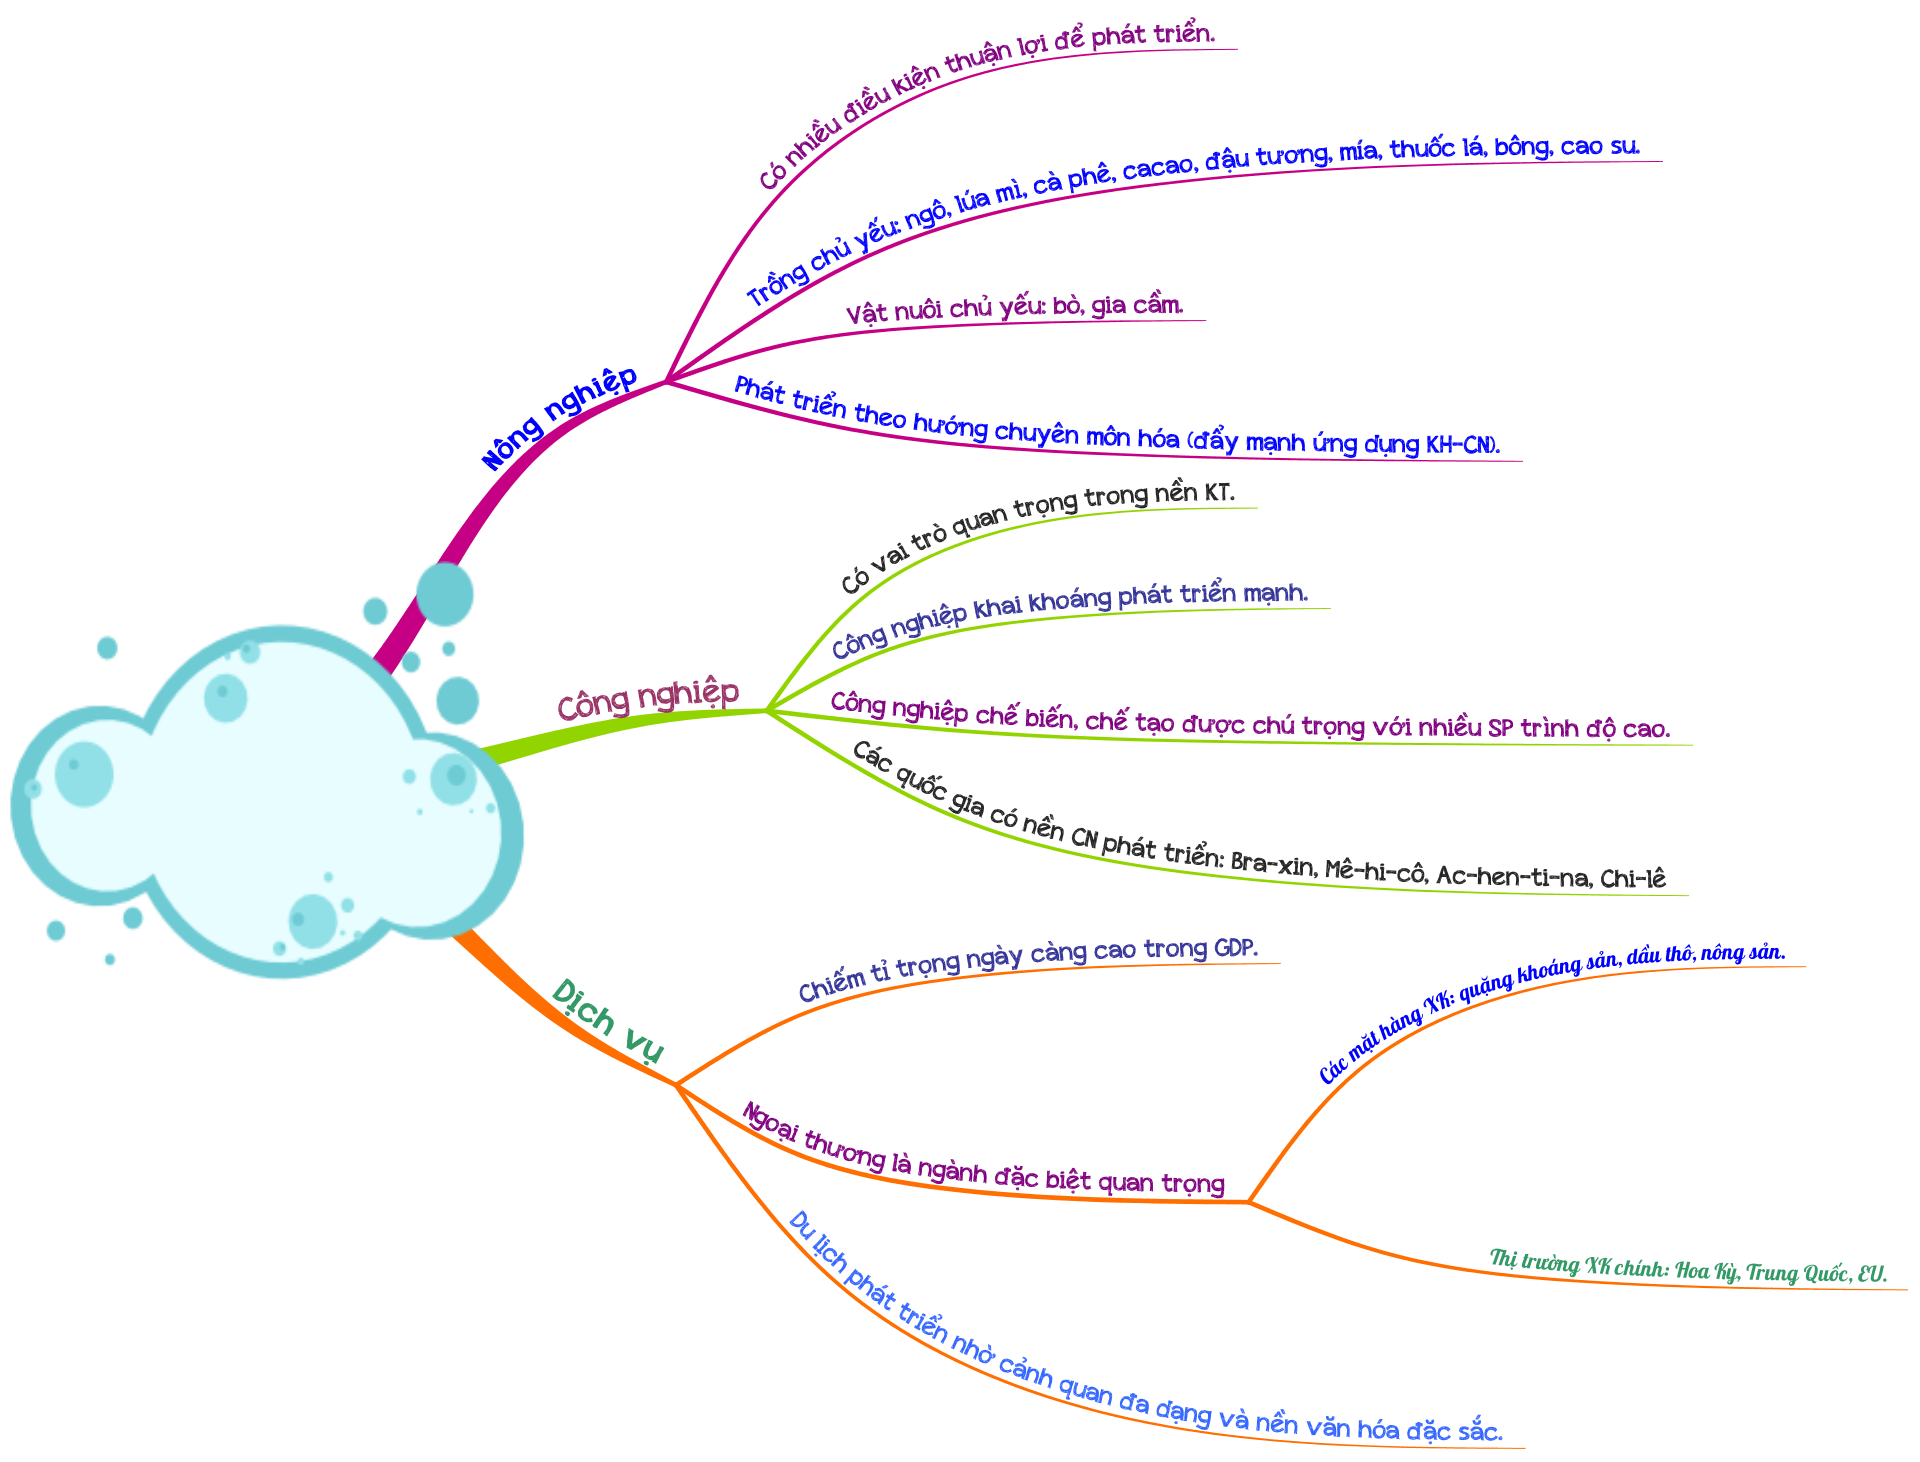 Nông nghiệp
Có nhiều điều kiện thuận lợi để phát triển.
Trồng chủ yếu: ngô, lúa mì, cà phê, cacao, đậu tương, mía, thuốc lá, bông, cao su.
Vật nuôi chủ yếu: bò, gia cầm.
Phát triển theo hướng chuyên môn hóa (đẩy mạnh ứng dụng KH-CN).
Công nghiệp
Có vai trò quan trọng trong nền KT.
Công nghiệp khai khoáng phát triển mạnh.
Công nghiệp chế biến, chế tạo được chú trọng với nhiều SP trình độ cao.
Các quốc gia có nền CN phát triển: Bra-xin, Mê-hi-cô, Ac-hen-ti-na, Chi-lê
Dịch vụ
Chiếm tỉ trọng ngày càng cao trong GDP.
Ngoại thương là ngành đặc biệt quan trọng
Các mặt hàng XK: quặng khoáng sản, dầu thô, nông sản.
Thị trường XK chính: Hoa Kỳ, Trung Quốc, EU.
Du lịch phát triển nhờ cảnh quan đa dạng và nền văn hóa đặc sắc.